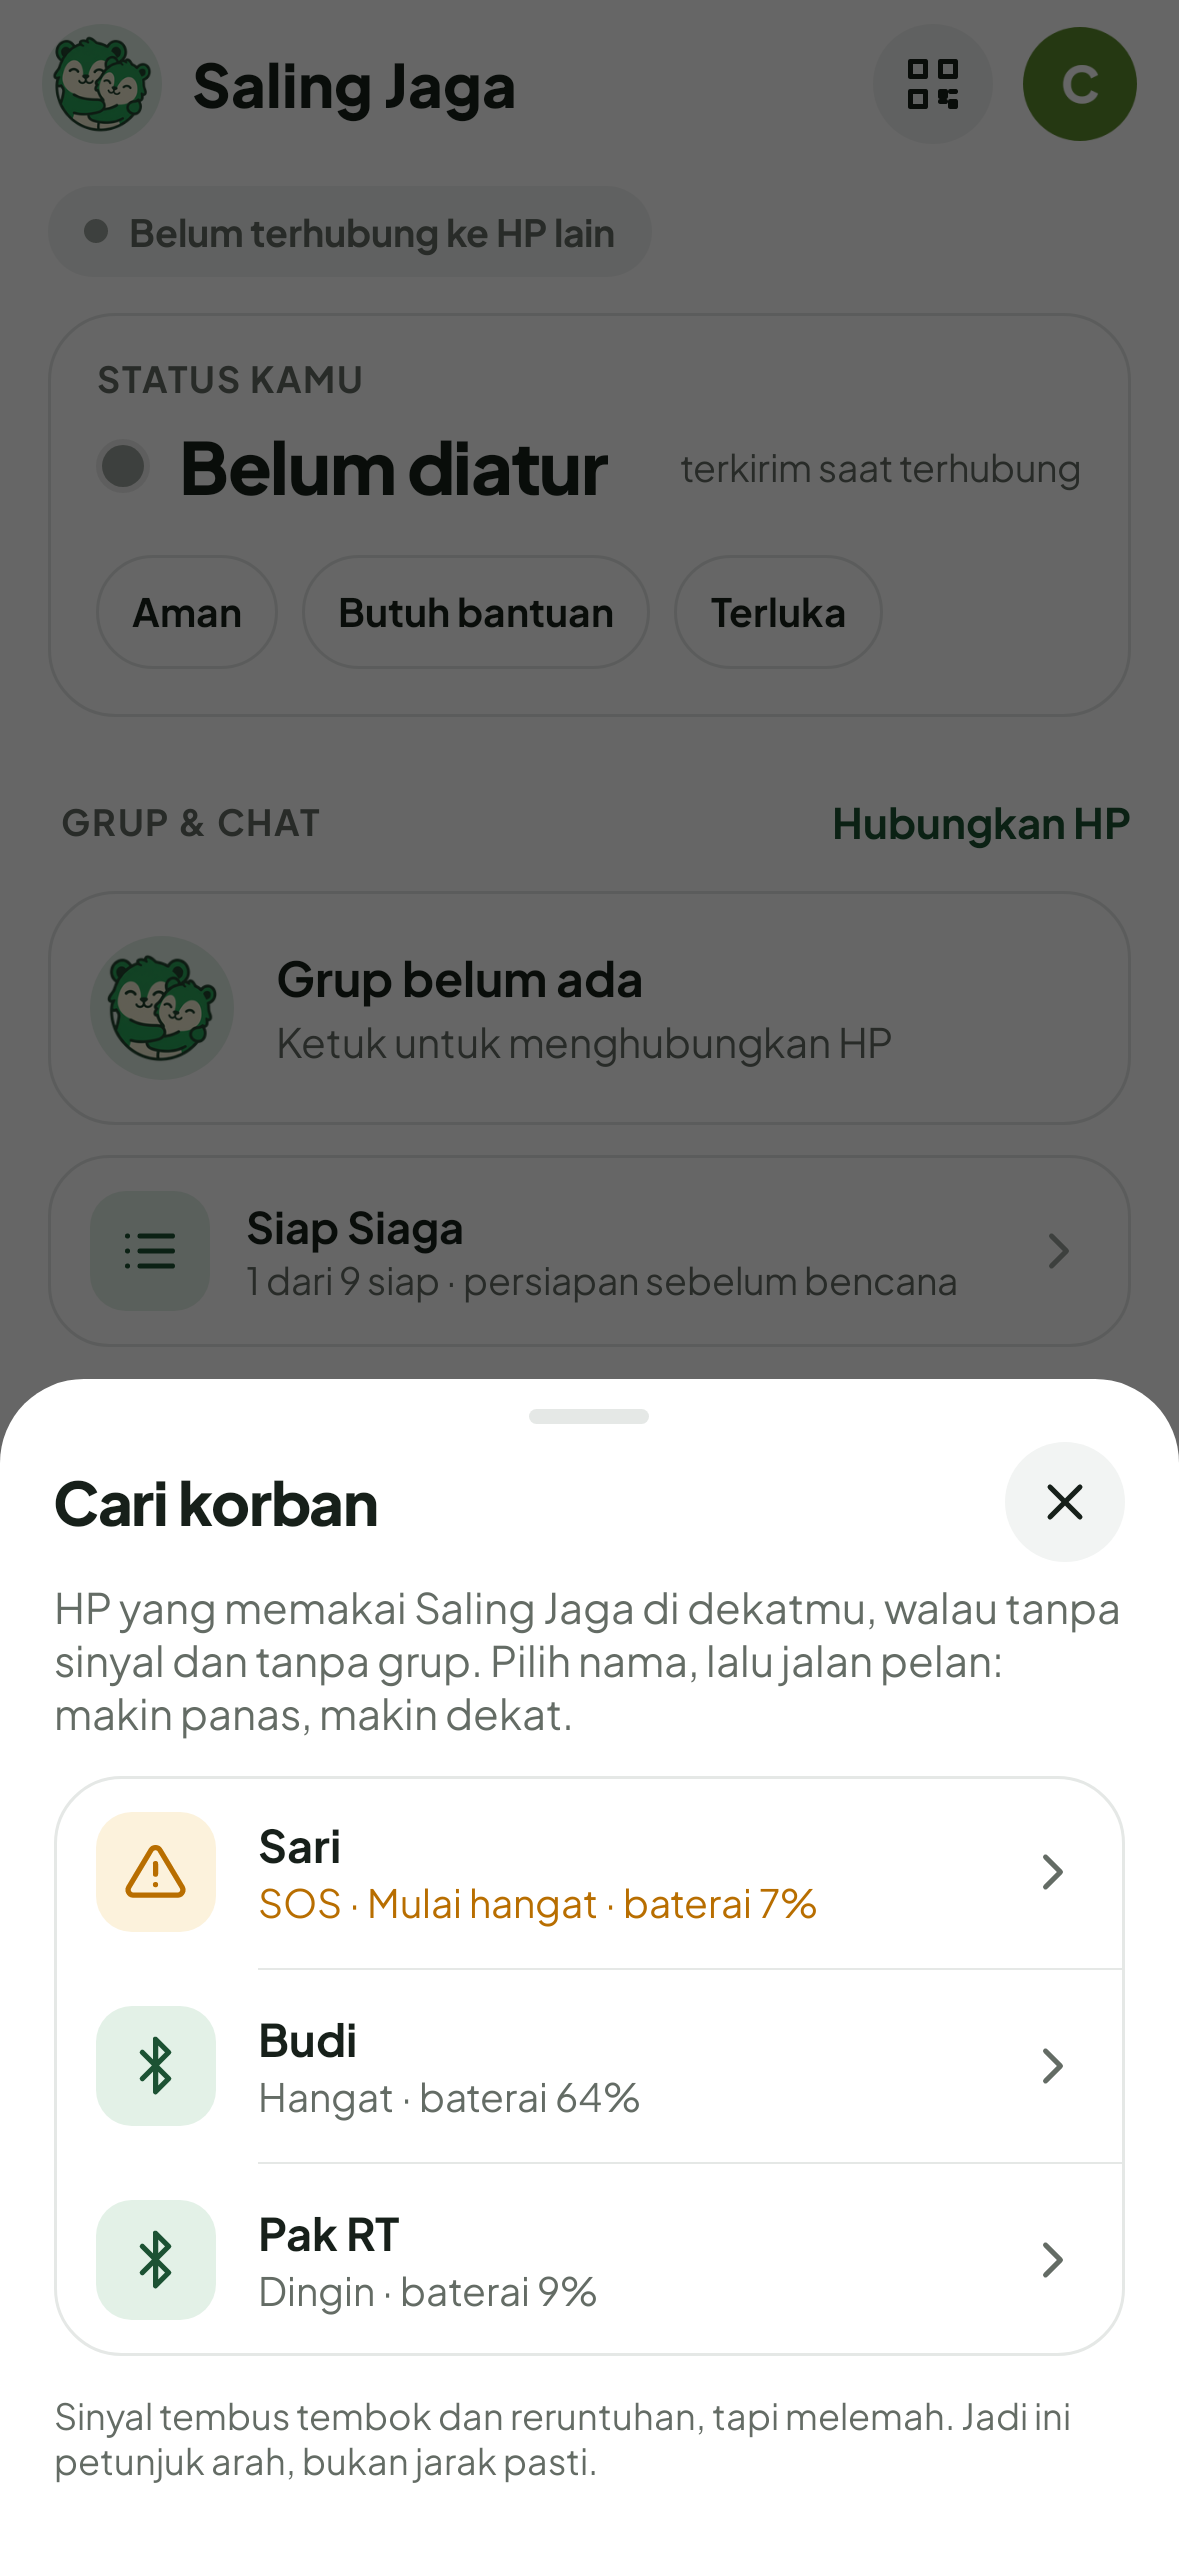 Saling Jaga
C
Belum terhubung ke HP lain
STATUS KAMU
Belum diatur
terkirim saat terhubung
Aman
Butuh bantuan
Terluka
GRUP & CHAT
Hubungkan HP
Grup belum ada
Ketuk untuk menghubungkan HP
Siap Siaga
1 dari 9 siap · persiapan sebelum bencana
Cari korban
HP yang memakai Saling Jaga di dekatmu, walau tanpa
sinyal dan tanpa grup. Pilih nama, lalu jalan pelan:
makin panas, makin dekat.
Sari
SOS · Mulai hangat · baterai 7%
Budi
Hangat · baterai 64%
Pak RT
Dingin · baterai 9%
Sinyal tembus tembok dan reruntuhan, tapi melemah. Jadi ini
petunjuk arah, bukan jarak pasti.